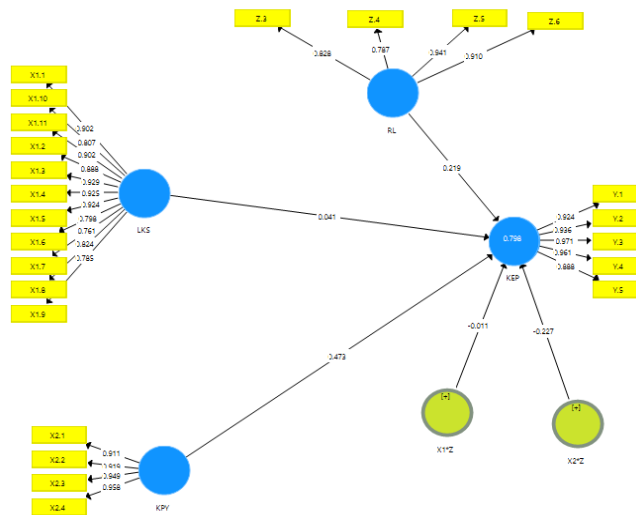 Z.3
Z.4
Z.5
Z.6
0.828
0.787
0.941
0.910
RL
X1.1
X1.10
X1.11
X1.2
X1.3
X1.4
X1.5
X1.6
X1.7
X1.8
X1.9
0.902
0.807
0.902
0.888
0.929
0.925
0.924
0.798
0.761
0.824
0.785
LKS
0.219
0.041
0.798
KEP
Y.1
Y.2
Y.3
Y.4
Y.5
0.924
0.936
0.971
0.961
0.888
-0.011
-0.227
0.473
[+]
X1*Z
[+]
X2*Z
X2.1
X2.2
X2.3
X2.4
0.911
0.919
0.949
0.958
KPY